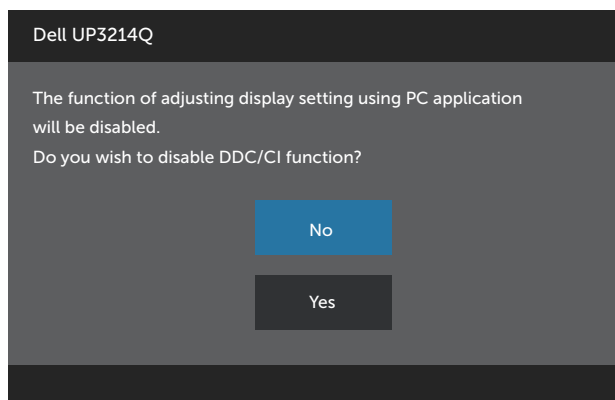 Dell UP3214Q
The function of adjusting display setting using PC application
will be disabled.
Do you wish to disable DDC/CI function?
No
Yes